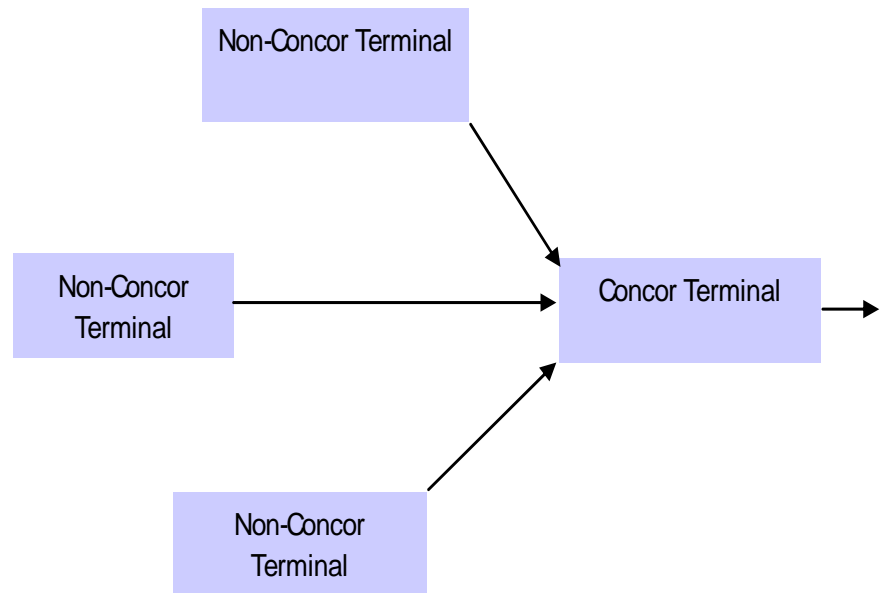 Non-Concor Terminal
Non-Concor
Terminal
Concor Terminal
Non-Concor
Terminal